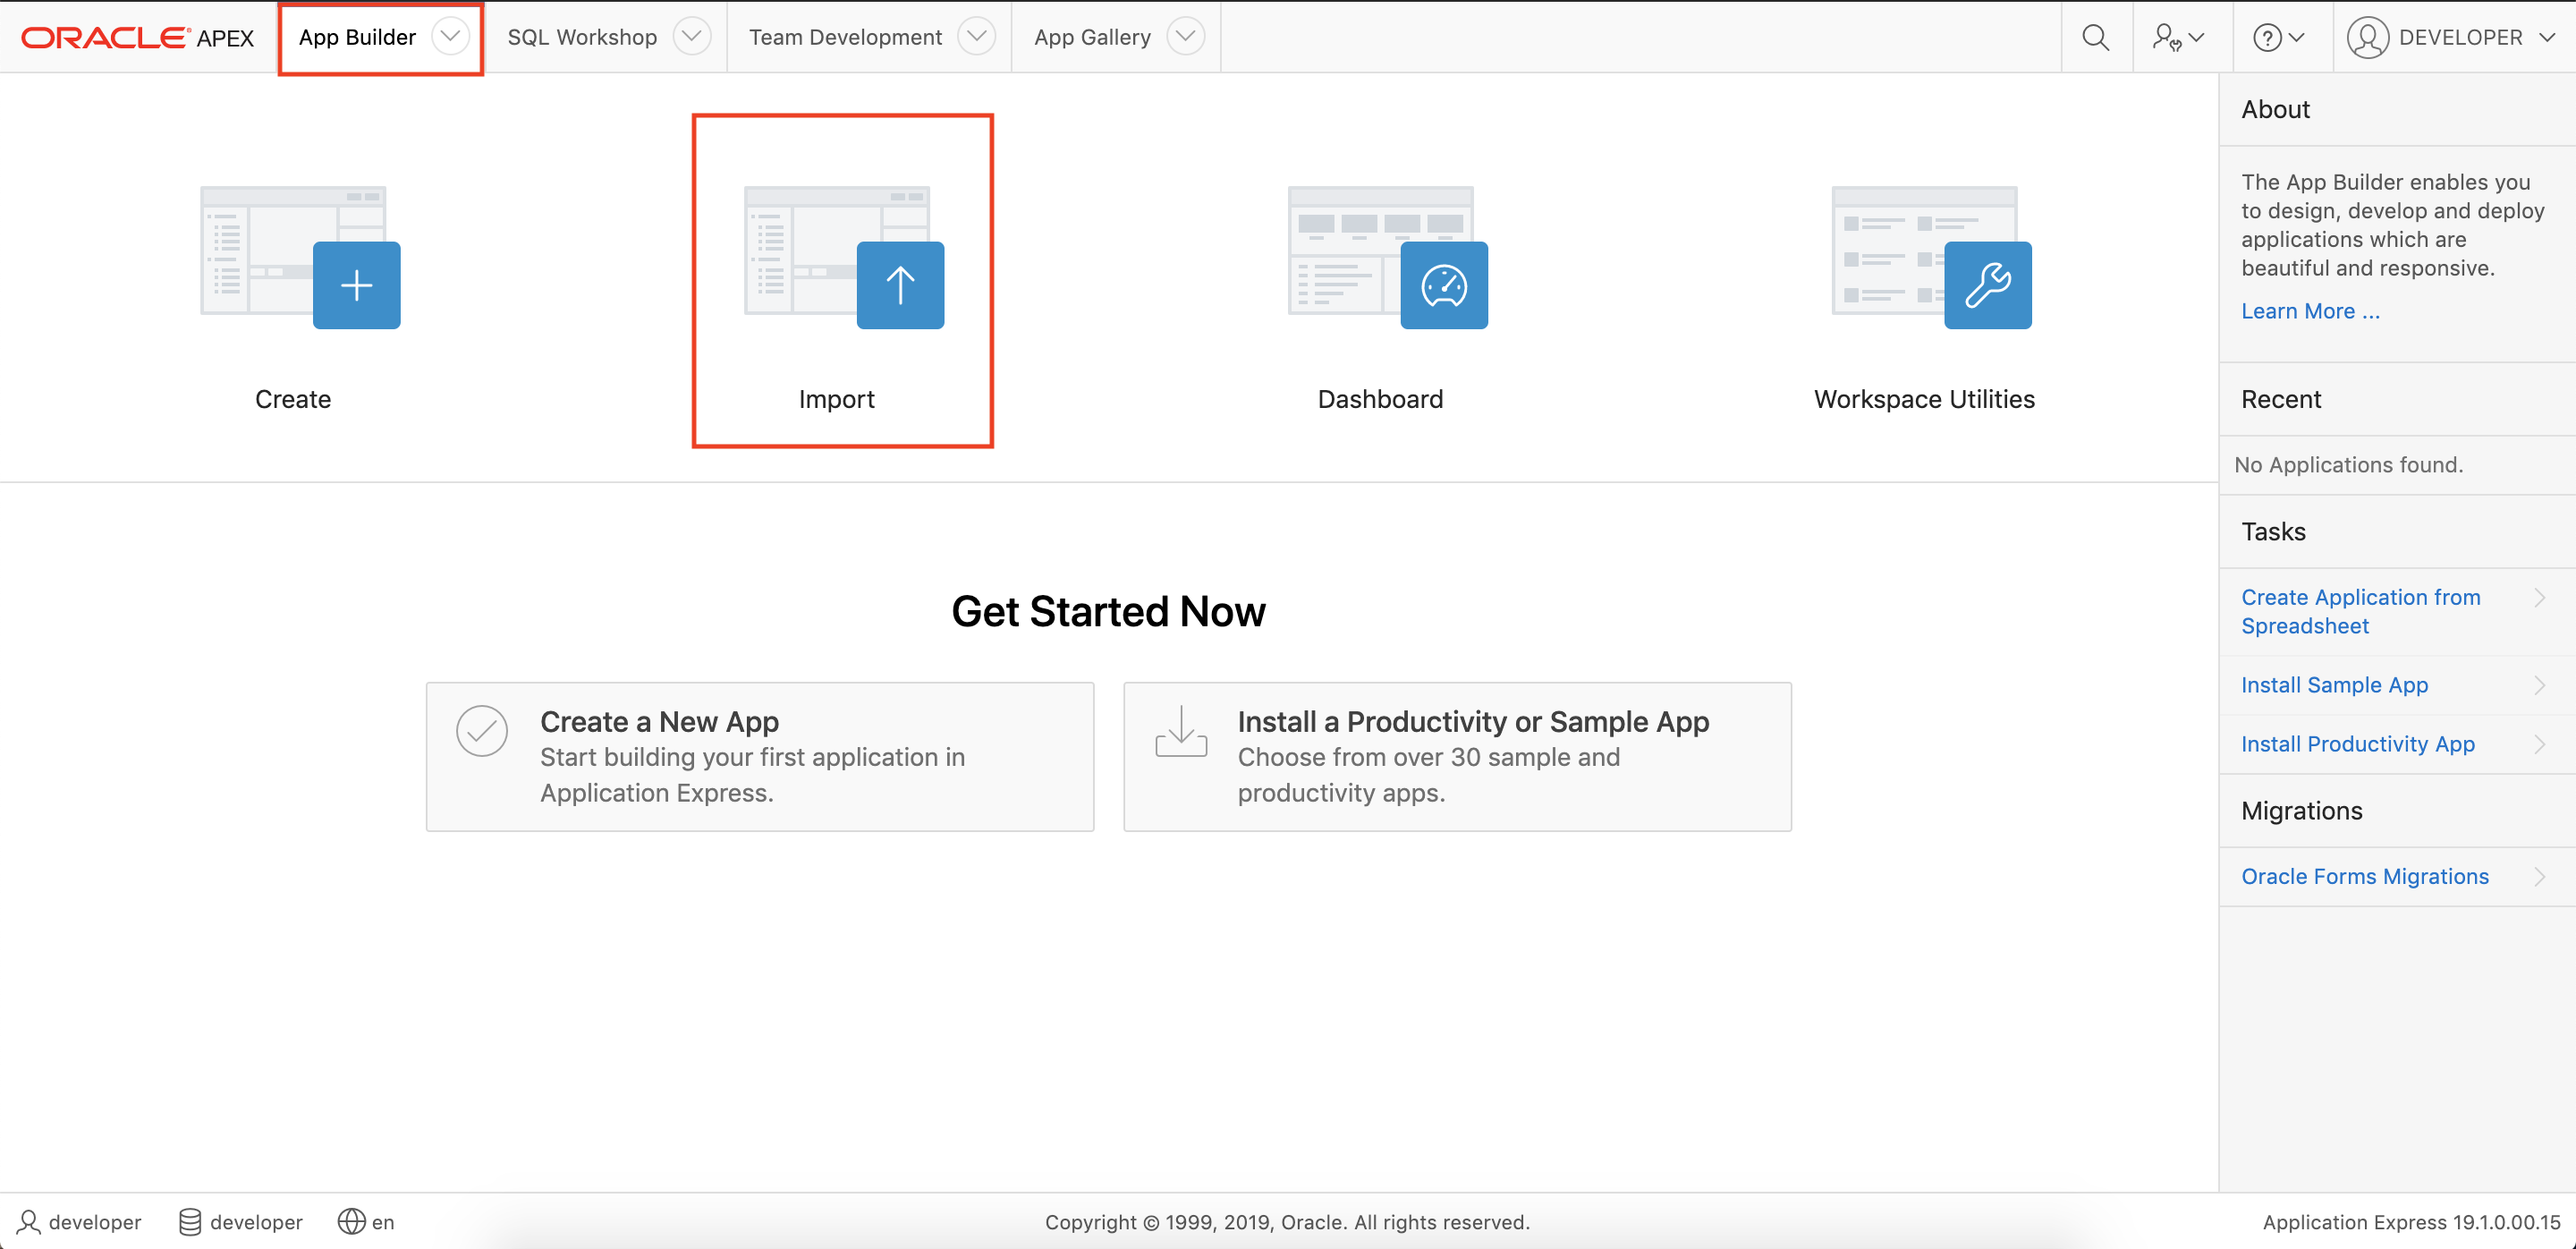 ORACLE APEX
App Builder
SQL Workshop
Team Development
App Gallery
DEVELOPER
Create
Import
Dashboard
Workspace Utilities
Get Started Now
Create a New App
Start building your first application in
Application Express.
Install a Productivity or Sample App
Choose from over 30 sample and
productivity apps.
About
The App Builder enables you
to design, develop and deploy
applications which are
beautiful and responsive.
Learn More ...
Recent
No Applications found.
Tasks
Create Application from
Spreadsheet
Install Sample App
Install Productivity App
Migrations
Oracle Forms Migrations
developer
developer
en
Copyright © 1999, 2019, Oracle. All rights reserved.
Application Express 19.1.0.00.15